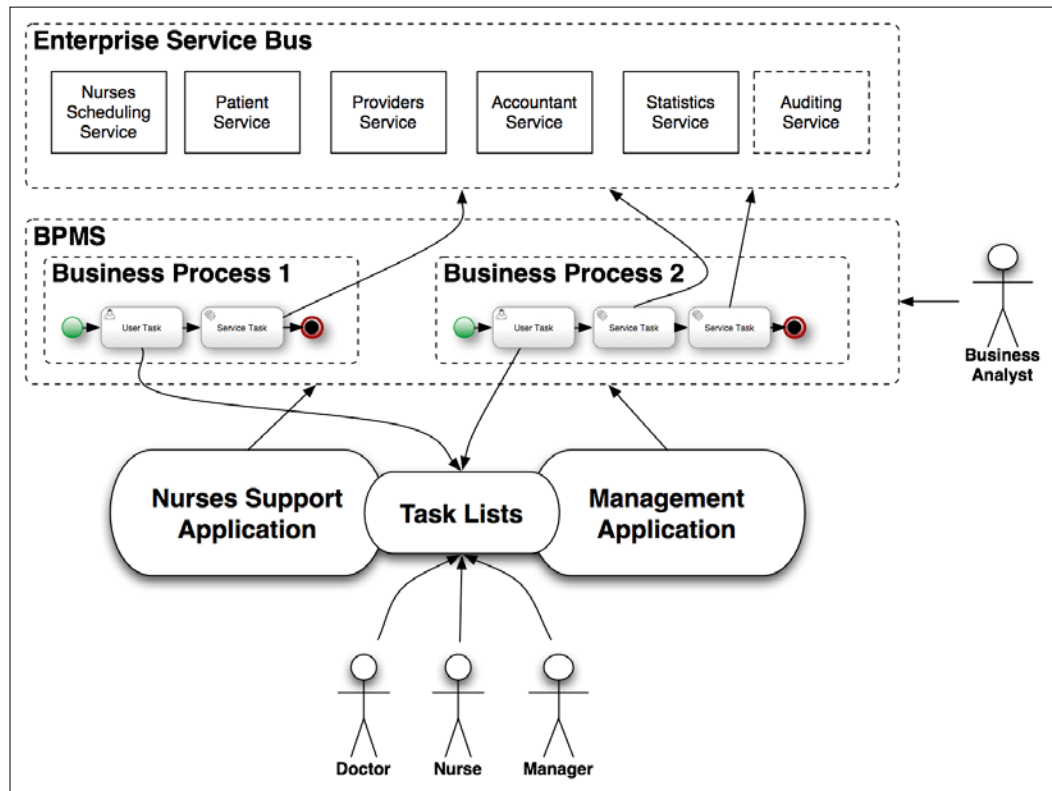 Enterprise Service Bus
Nurses
Scheduling
Service
Patient
Service
Providers
Service
Accountant
Service
Statistics
Service
Auditing
Service
BPMS
Business Process 1
User Task
Service Task
Business Process 2
User Task
Service Task
Service Task
Business
Analyst
Nurses Support
Application
Task Lists
Management
Application
Doctor
Nurse
Manager